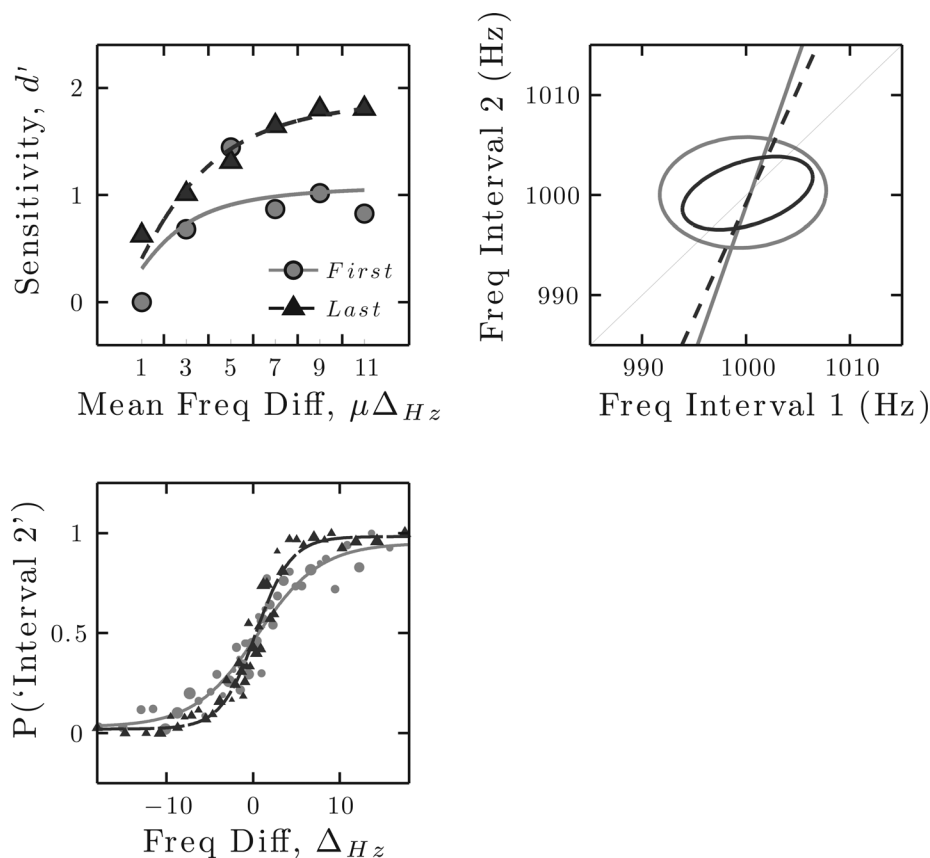 Sensitivity, d'
2
1
0
First
Last
1 3 5 7 9 11
Mean Freq Diff, μΔHz
Freq Interval 2 (Hz)
1010
1000
990
990 1000 1010
Freq Interval 1 (Hz)
P(‘Interval 2’)
1
0.5
0
−10 0 10
Freq Diff, ΔHz